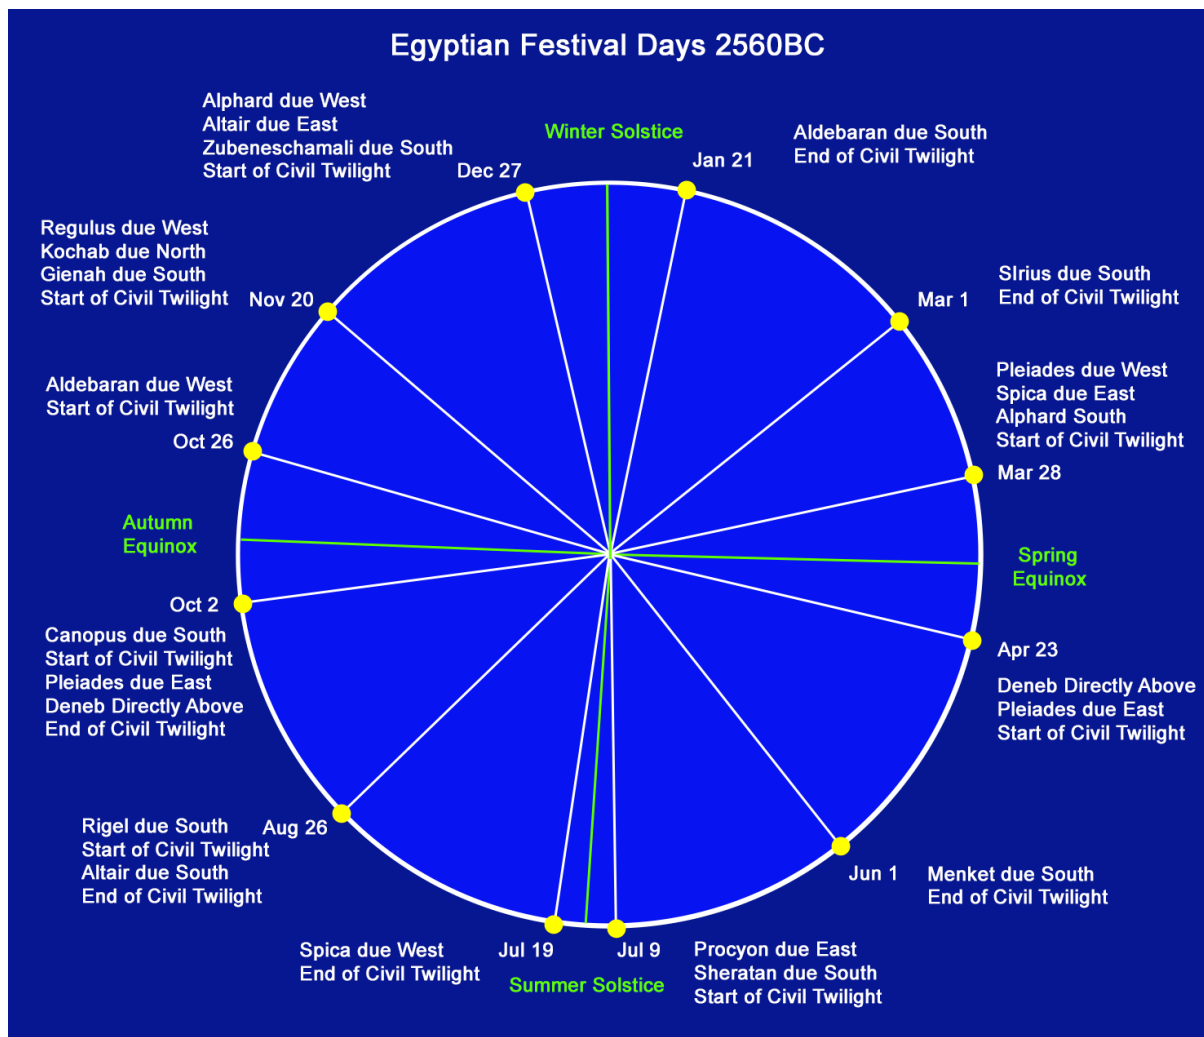 Egyptian Festival Days 2560BC
Alphard due West
Altair due East
Zubeneschamali due South
Start of Civil Twilight
Dec 27
Winter Solstice
Jan 21
Aldebaran due South
End of Civil Twilight
Regulus due West
Kochab due North
Gienah due South
Start of Civil Twilight
Nov 20
Mar 1
SIrius due South
End of Civil Twilight
Aldebaran due West
Start of Civil Twilight
Oct 26
Pleiades due West
Spica due East
Alphard South
Start of Civil Twilight
Mar 28
Autumn
Equinox
Spring
Equinox
Oct 2
Canopus due South
Start of Civil Twilight
Pleiades due East
Deneb Directly Above
End of Civil Twilight
Apr 23
Deneb Directly Above
Pleiades due East
Start of Civil Twilight
Aug 26
Rigel due South
Start of Civil Twilight
Altair due South
End of Civil Twilight
Jun 1
Menket due South
End of Civil Twilight
Spica due West
End of Civil Twilight
Jul 19
Summer Solstice
Jul 9
Procyon due East
Sheratan due South
Start of Civil Twilight